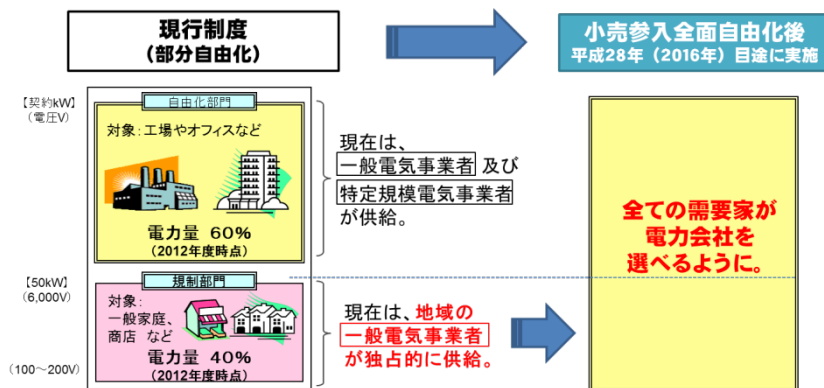 現行制度
(部分自由化)
小売参入全面自由化後
平成28年（2016年）目途に実施
【契約kW】
(電圧V)
自由化部門
対象：工場やオフィスなど
電力量 60%
(2012年度時点)
現在は、
一般電気事業者 及び
特定規模電気事業者
が供給。
全ての需要家が
電力会社を
選べるように。
【50kW】
(6,000V)
規制部門
対象：
一般家庭、
商店 など
電力量 40%
(2012年度時点)
(100～200V)
現在は、地域の
一般電気事業者
が独占的に供給。